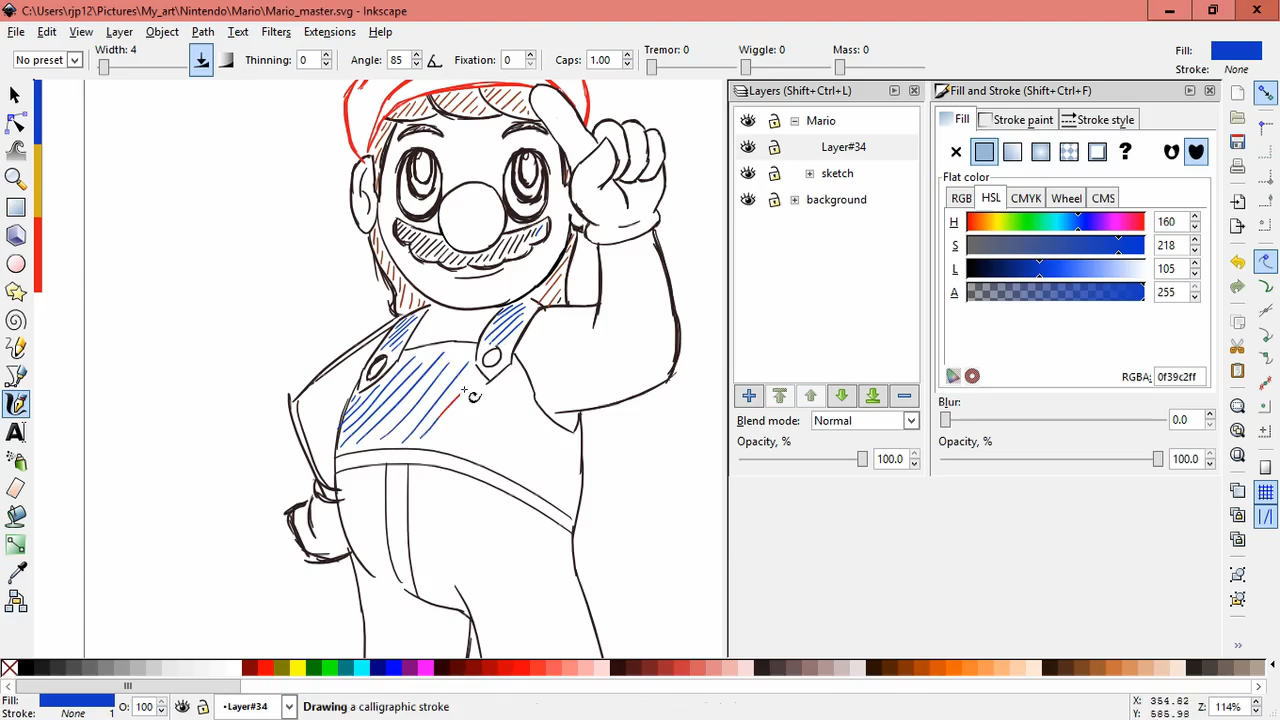 C:\Users\rjp12\Pictures\My_art\Nintendo\Mario\Mario_master.svg - Inkscape
File Edit View Layer Object Path Text Filters Extensions Help
No preset Width: 4 Thinning: 0 Angle: 85 Fixation: 0 Caps: 1.00 Tremor: 0 Wiggle: 0 Mass: 0 Fill: Stroke: None
Layers (Shift+Ctrl+L)
Mario
Layer#34
sketch
background
Blend mode: Normal
Opacity, % 100.0
Fill and Stroke (Shift+Ctrl+F)
Fill Stroke paint Stroke style
?
Flat color
RGB HSL CMYK Wheel CMS
H 160
S 218
L 105
A 255
RGBA: 0f39c2ff
Blur: 0.0
Opacity, % 100.0
Fill: Stroke: None 1 O: 100 •Layer#34 Drawing a calligraphic stroke X: 354.82 Y: 585.98 Z: 114%